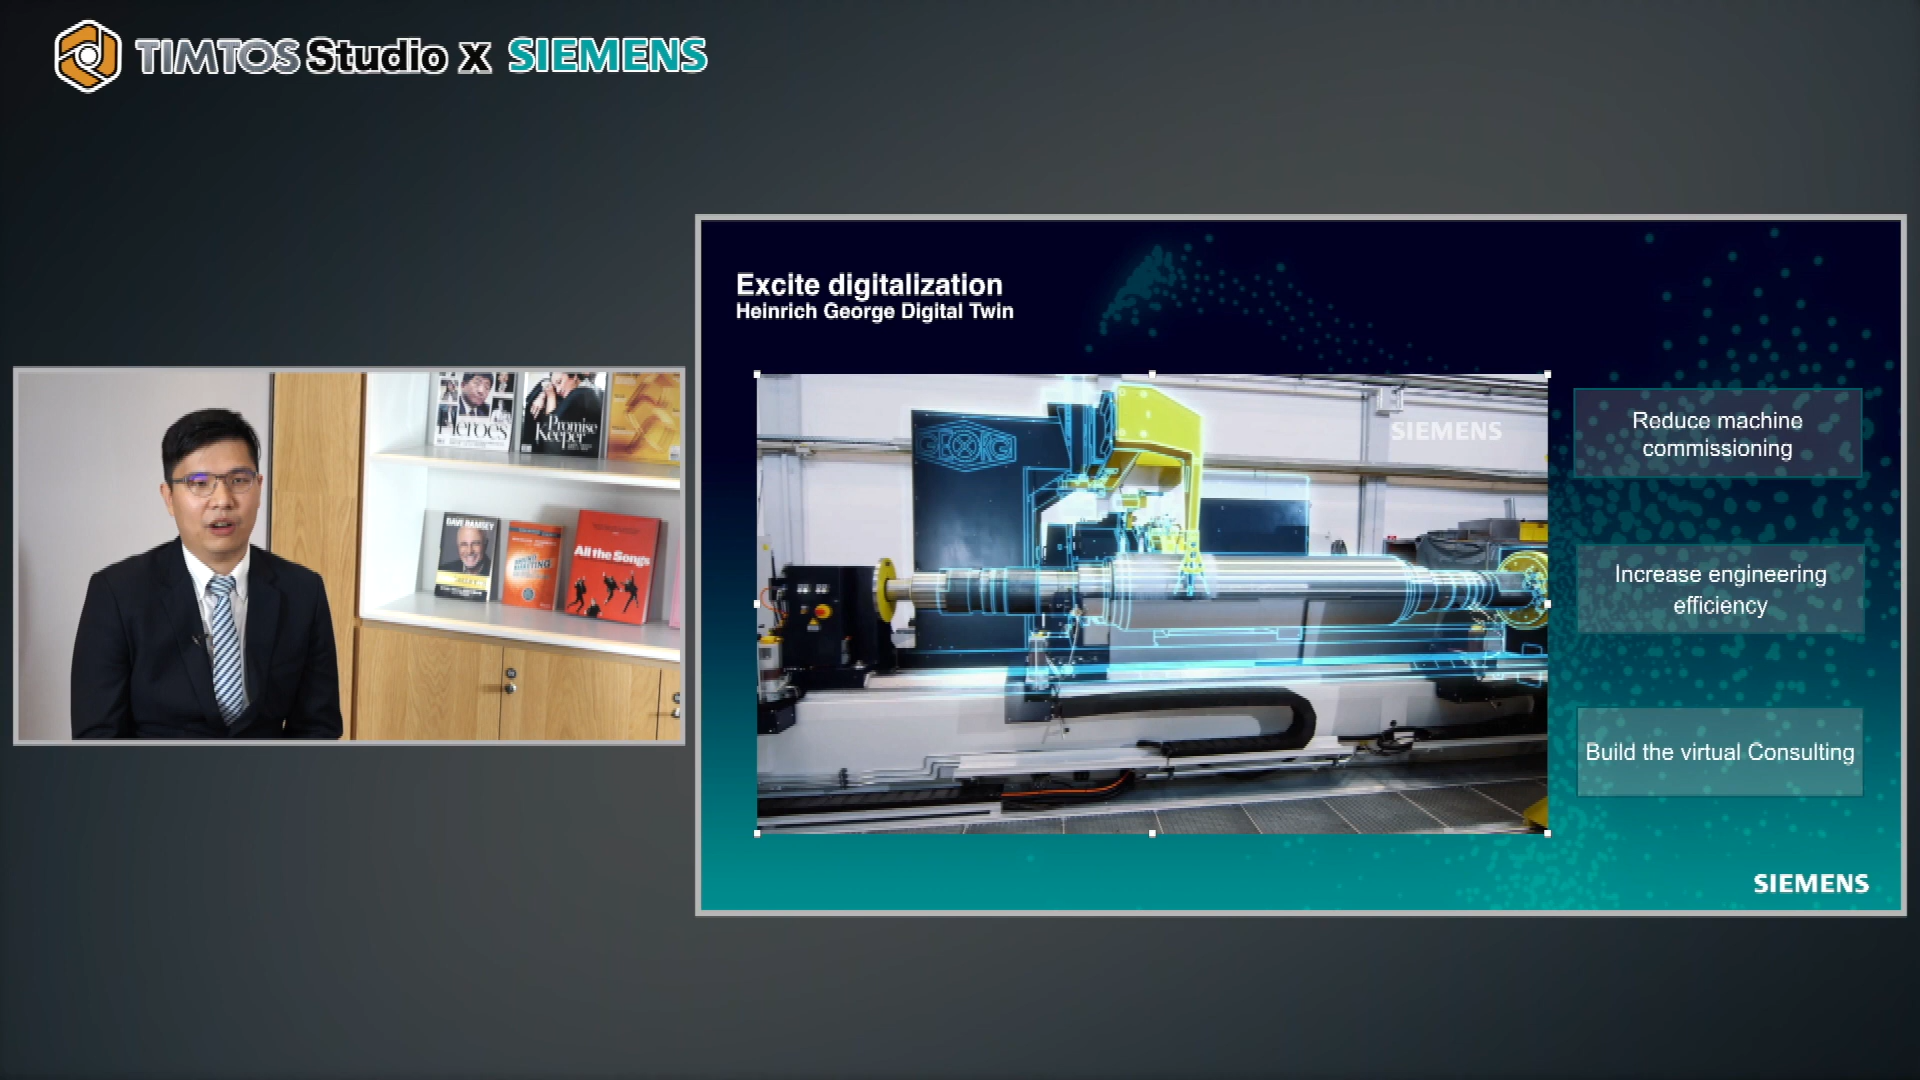 TIMTOS Studio x SIEMENS
Heroes
Promise
Keeper
DAVE RAMSEY
All the Songs
Excite digitalization
Heinrich George Digital Twin
GEORG
SIEMENS
Reduce machine
commissioning
Increase engineering
efficiency
Build the virtual Consulting
SIEMENS